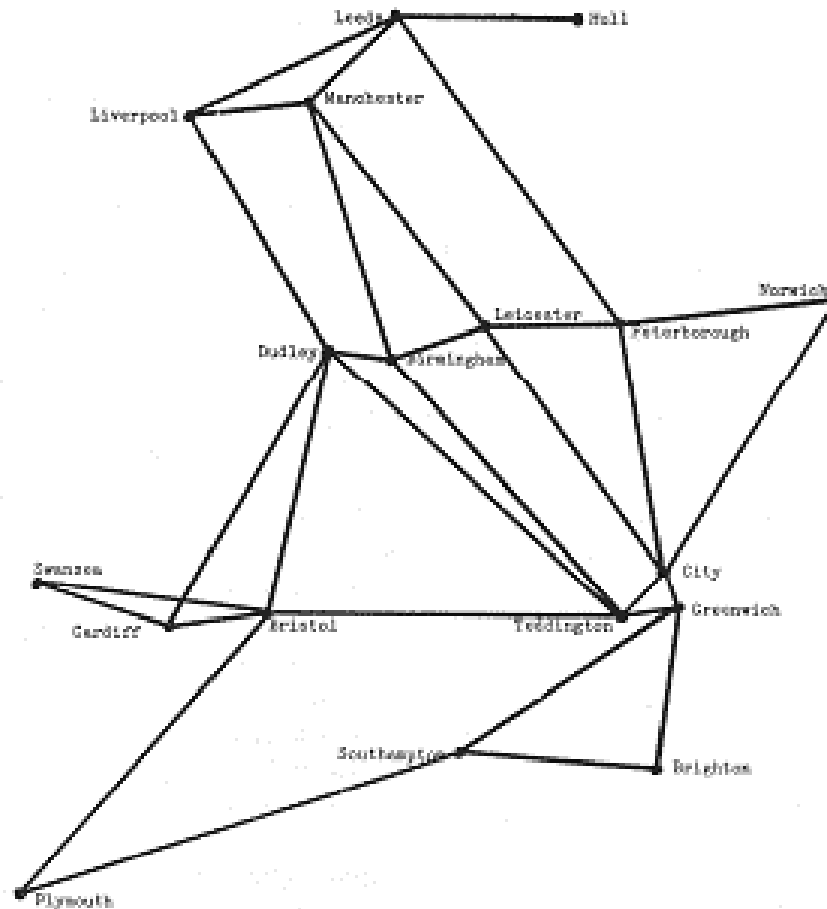 Leeds
Hull
Manchester
Liverpool
Norwich
Leicester
Peterborough
Dudley
Birmingham
Swansea
City
Cardiff
Bristol
Teddington
Greenwich
Southampton
Brighton
Plymouth